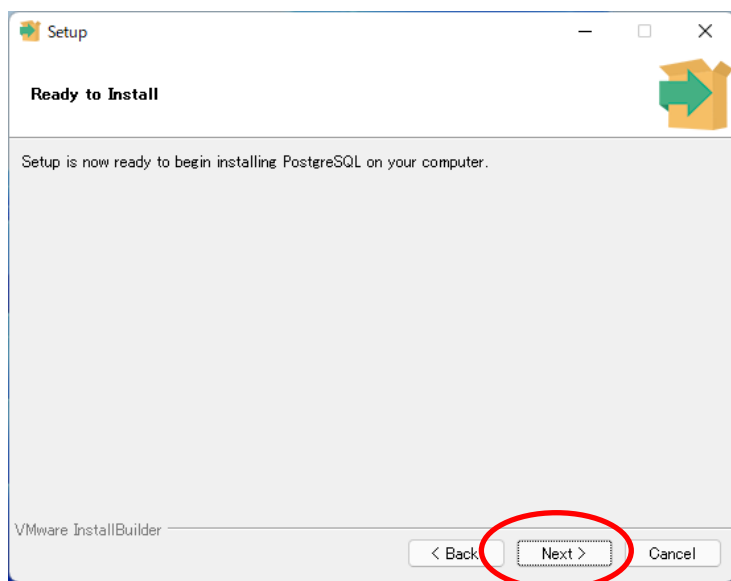 Setup
Ready to Install
Setup is now ready to begin installing PostgreSQL on your computer.
VMware InstallBuilder
< Back
Next >
Cancel